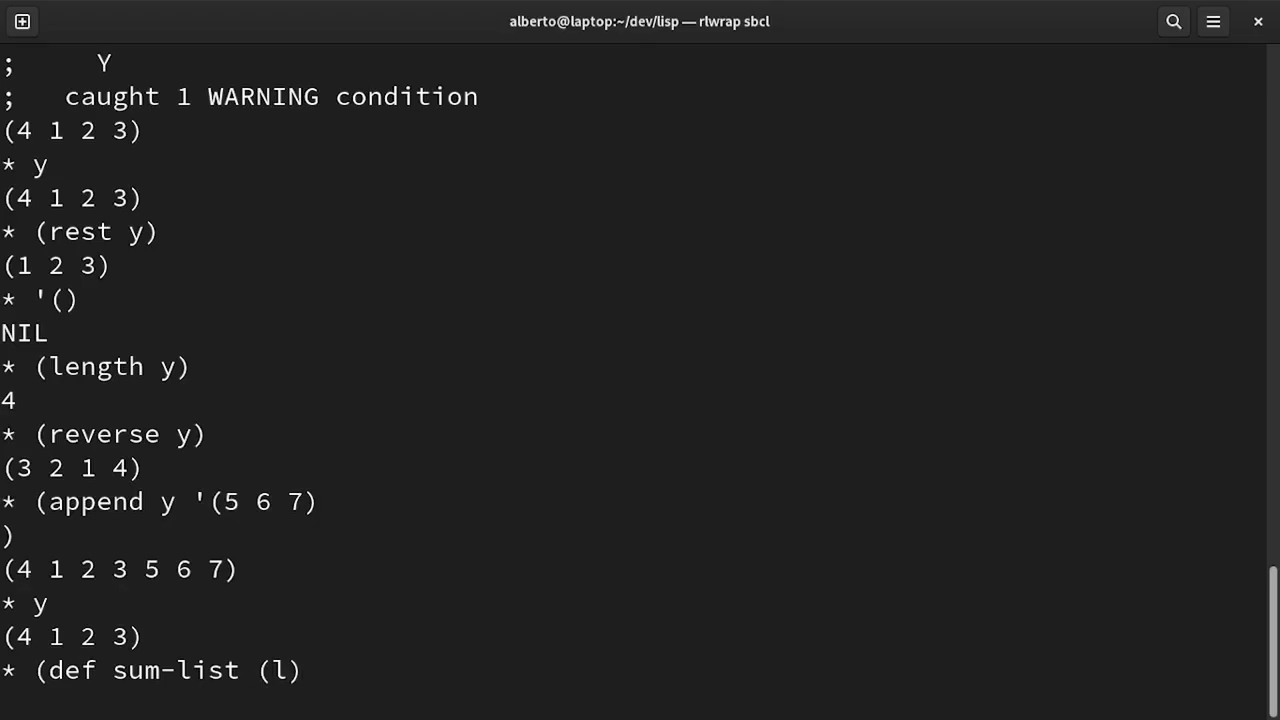 alberto@laptop:~/dev/lisp — rlwrap sbcl
;     Y
;   caught 1 WARNING condition
(4 1 2 3)
* y
(4 1 2 3)
* (rest y)
(1 2 3)
* '()
NIL
* (length y)
4
* (reverse y)
(3 2 1 4)
* (append y '(5 6 7)
)
(4 1 2 3 5 6 7)
* y
(4 1 2 3)
* (def sum-list (l)